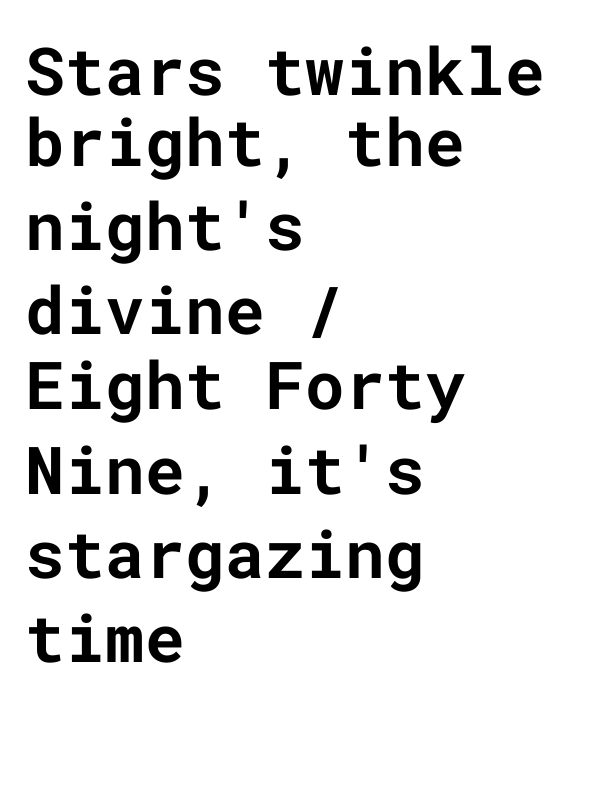 Stars twinkle
bright, the
night's
divine /
Eight Forty
Nine, it's
stargazing
time